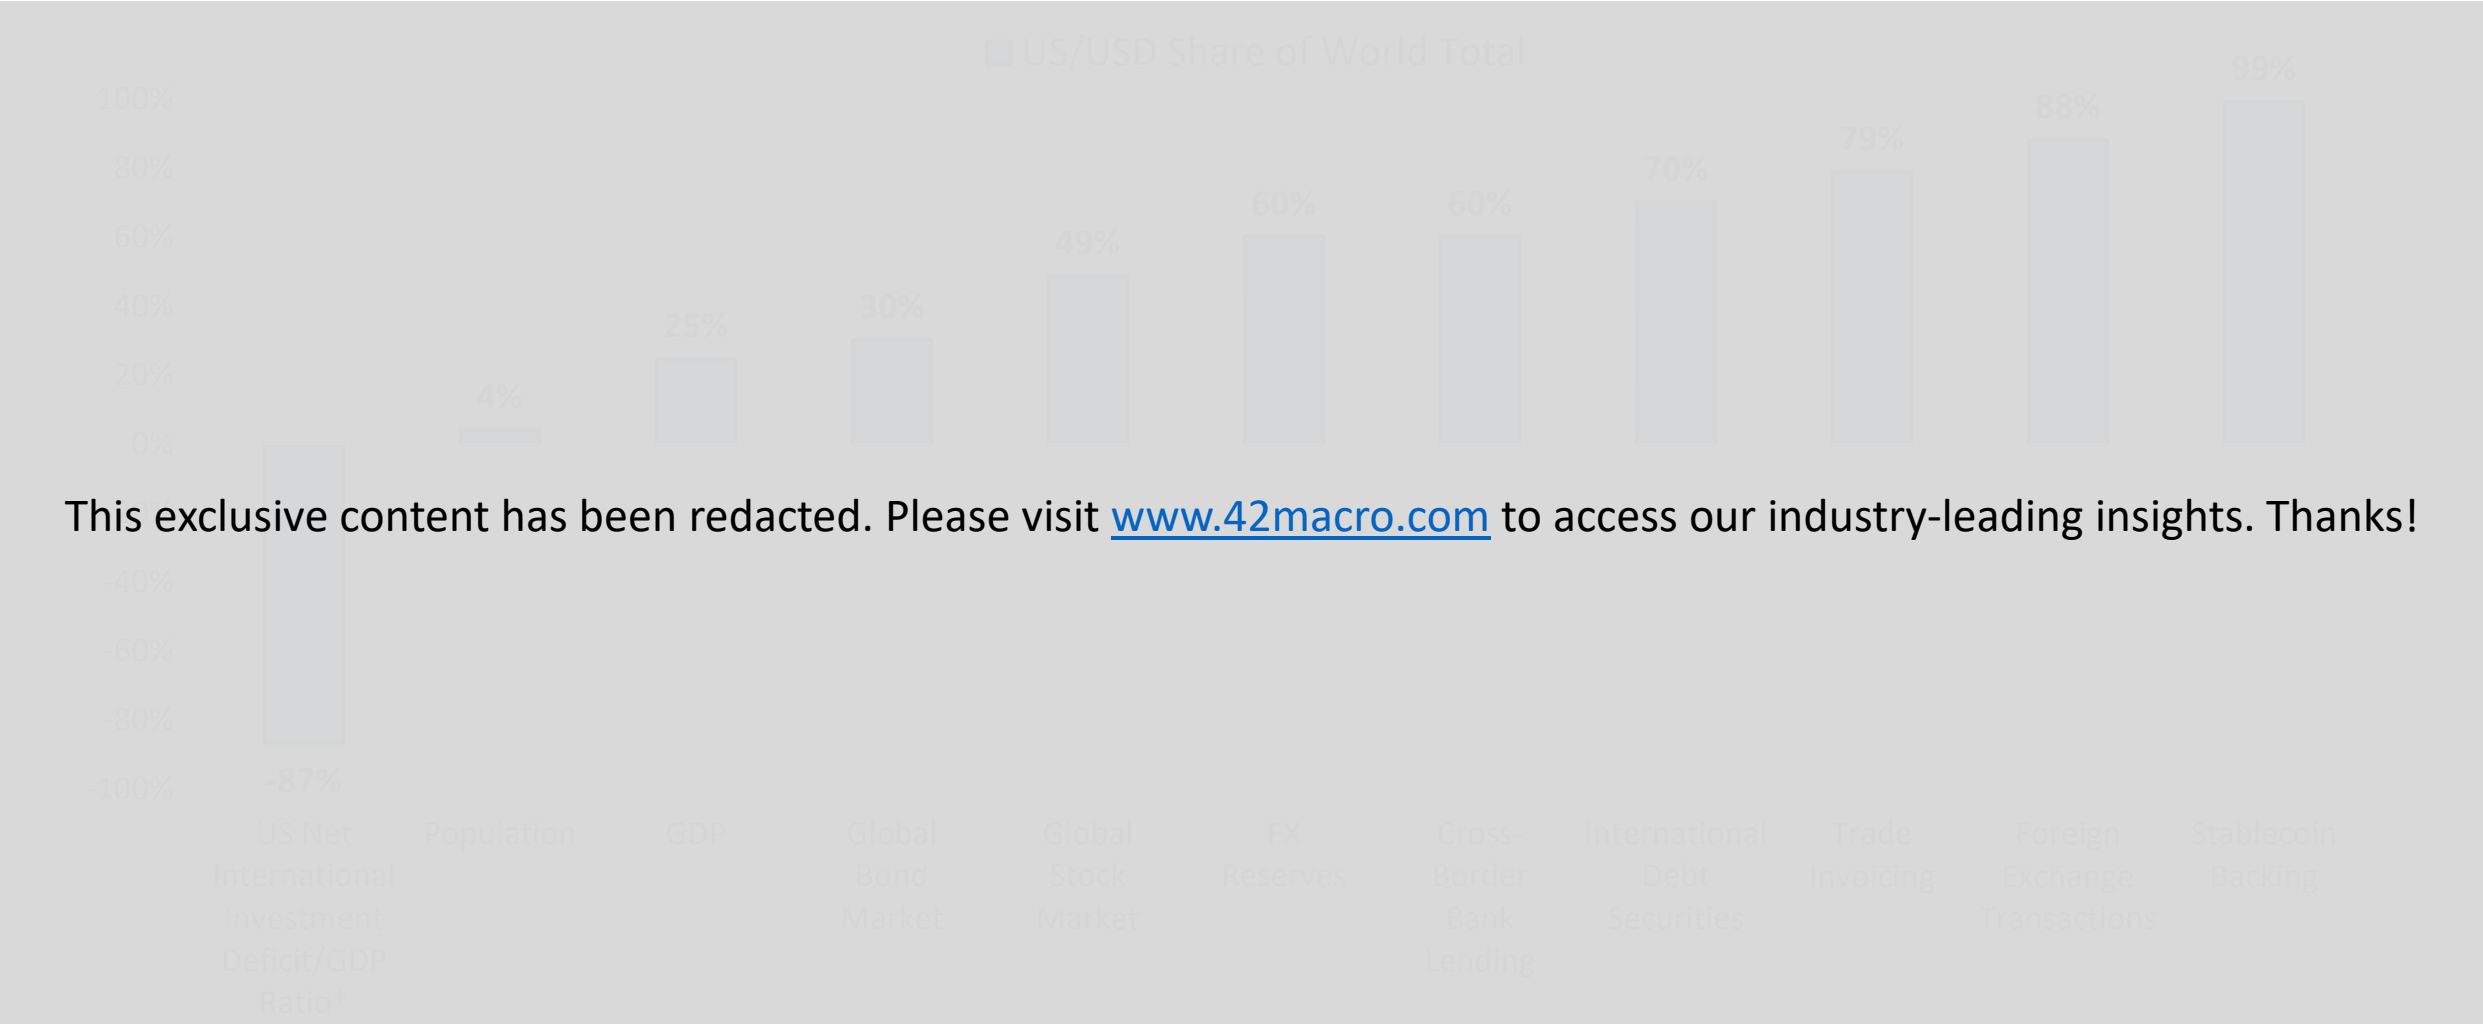 US/USD Share of World Total
100%
80%
60%
40%
20%
0%
-40%
-60%
-80%
-100%
-87%
4%
25%
30%
49%
60%
60%
70%
79%
88%
99%
This exclusive content has been redacted. Please visit www.42macro.com to access our industry-leading insights. Thanks!
US Net
International
Investment
Deficit/GDP
Ratio*
Population
GDP
Global
Bond
Market
Global
Stock
Market
FX
Reserves
Cross-
Border
Bank
Lending
International
Debt
Securities
Trade
Invoicing
Foreign
Exchange
Transactions
Stablecoin
Backing